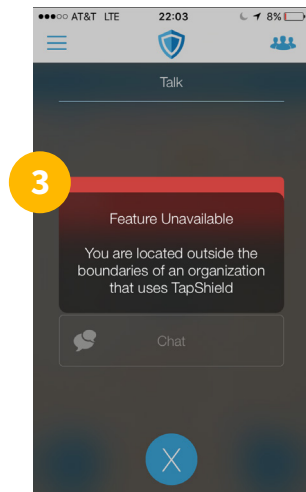 AT&T LTE 22:03 8%
Talk
3
Feature Unavailable
You are located outside the
boundaries of an organization
that uses TapShield
Chat
X